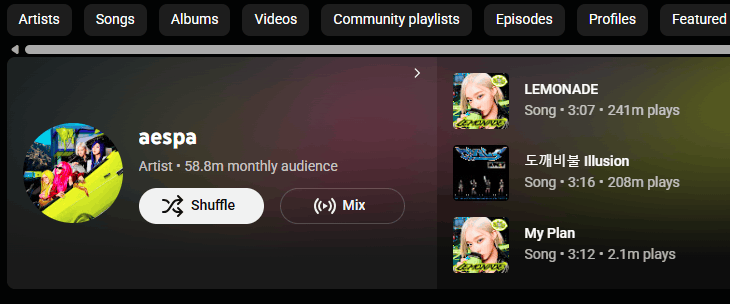 Artists
Songs
Albums
Videos
Community playlists
Episodes
Profiles
Featured
aespa
Artist • 58.8m monthly audience
Shuffle
Mix
LEMONADE
Song • 3:07 • 241m plays
도깨비불 Illusion
Song • 3:16 • 208m plays
My Plan
Song • 3:12 • 2.1m plays
LEMONADE
LEMONADE